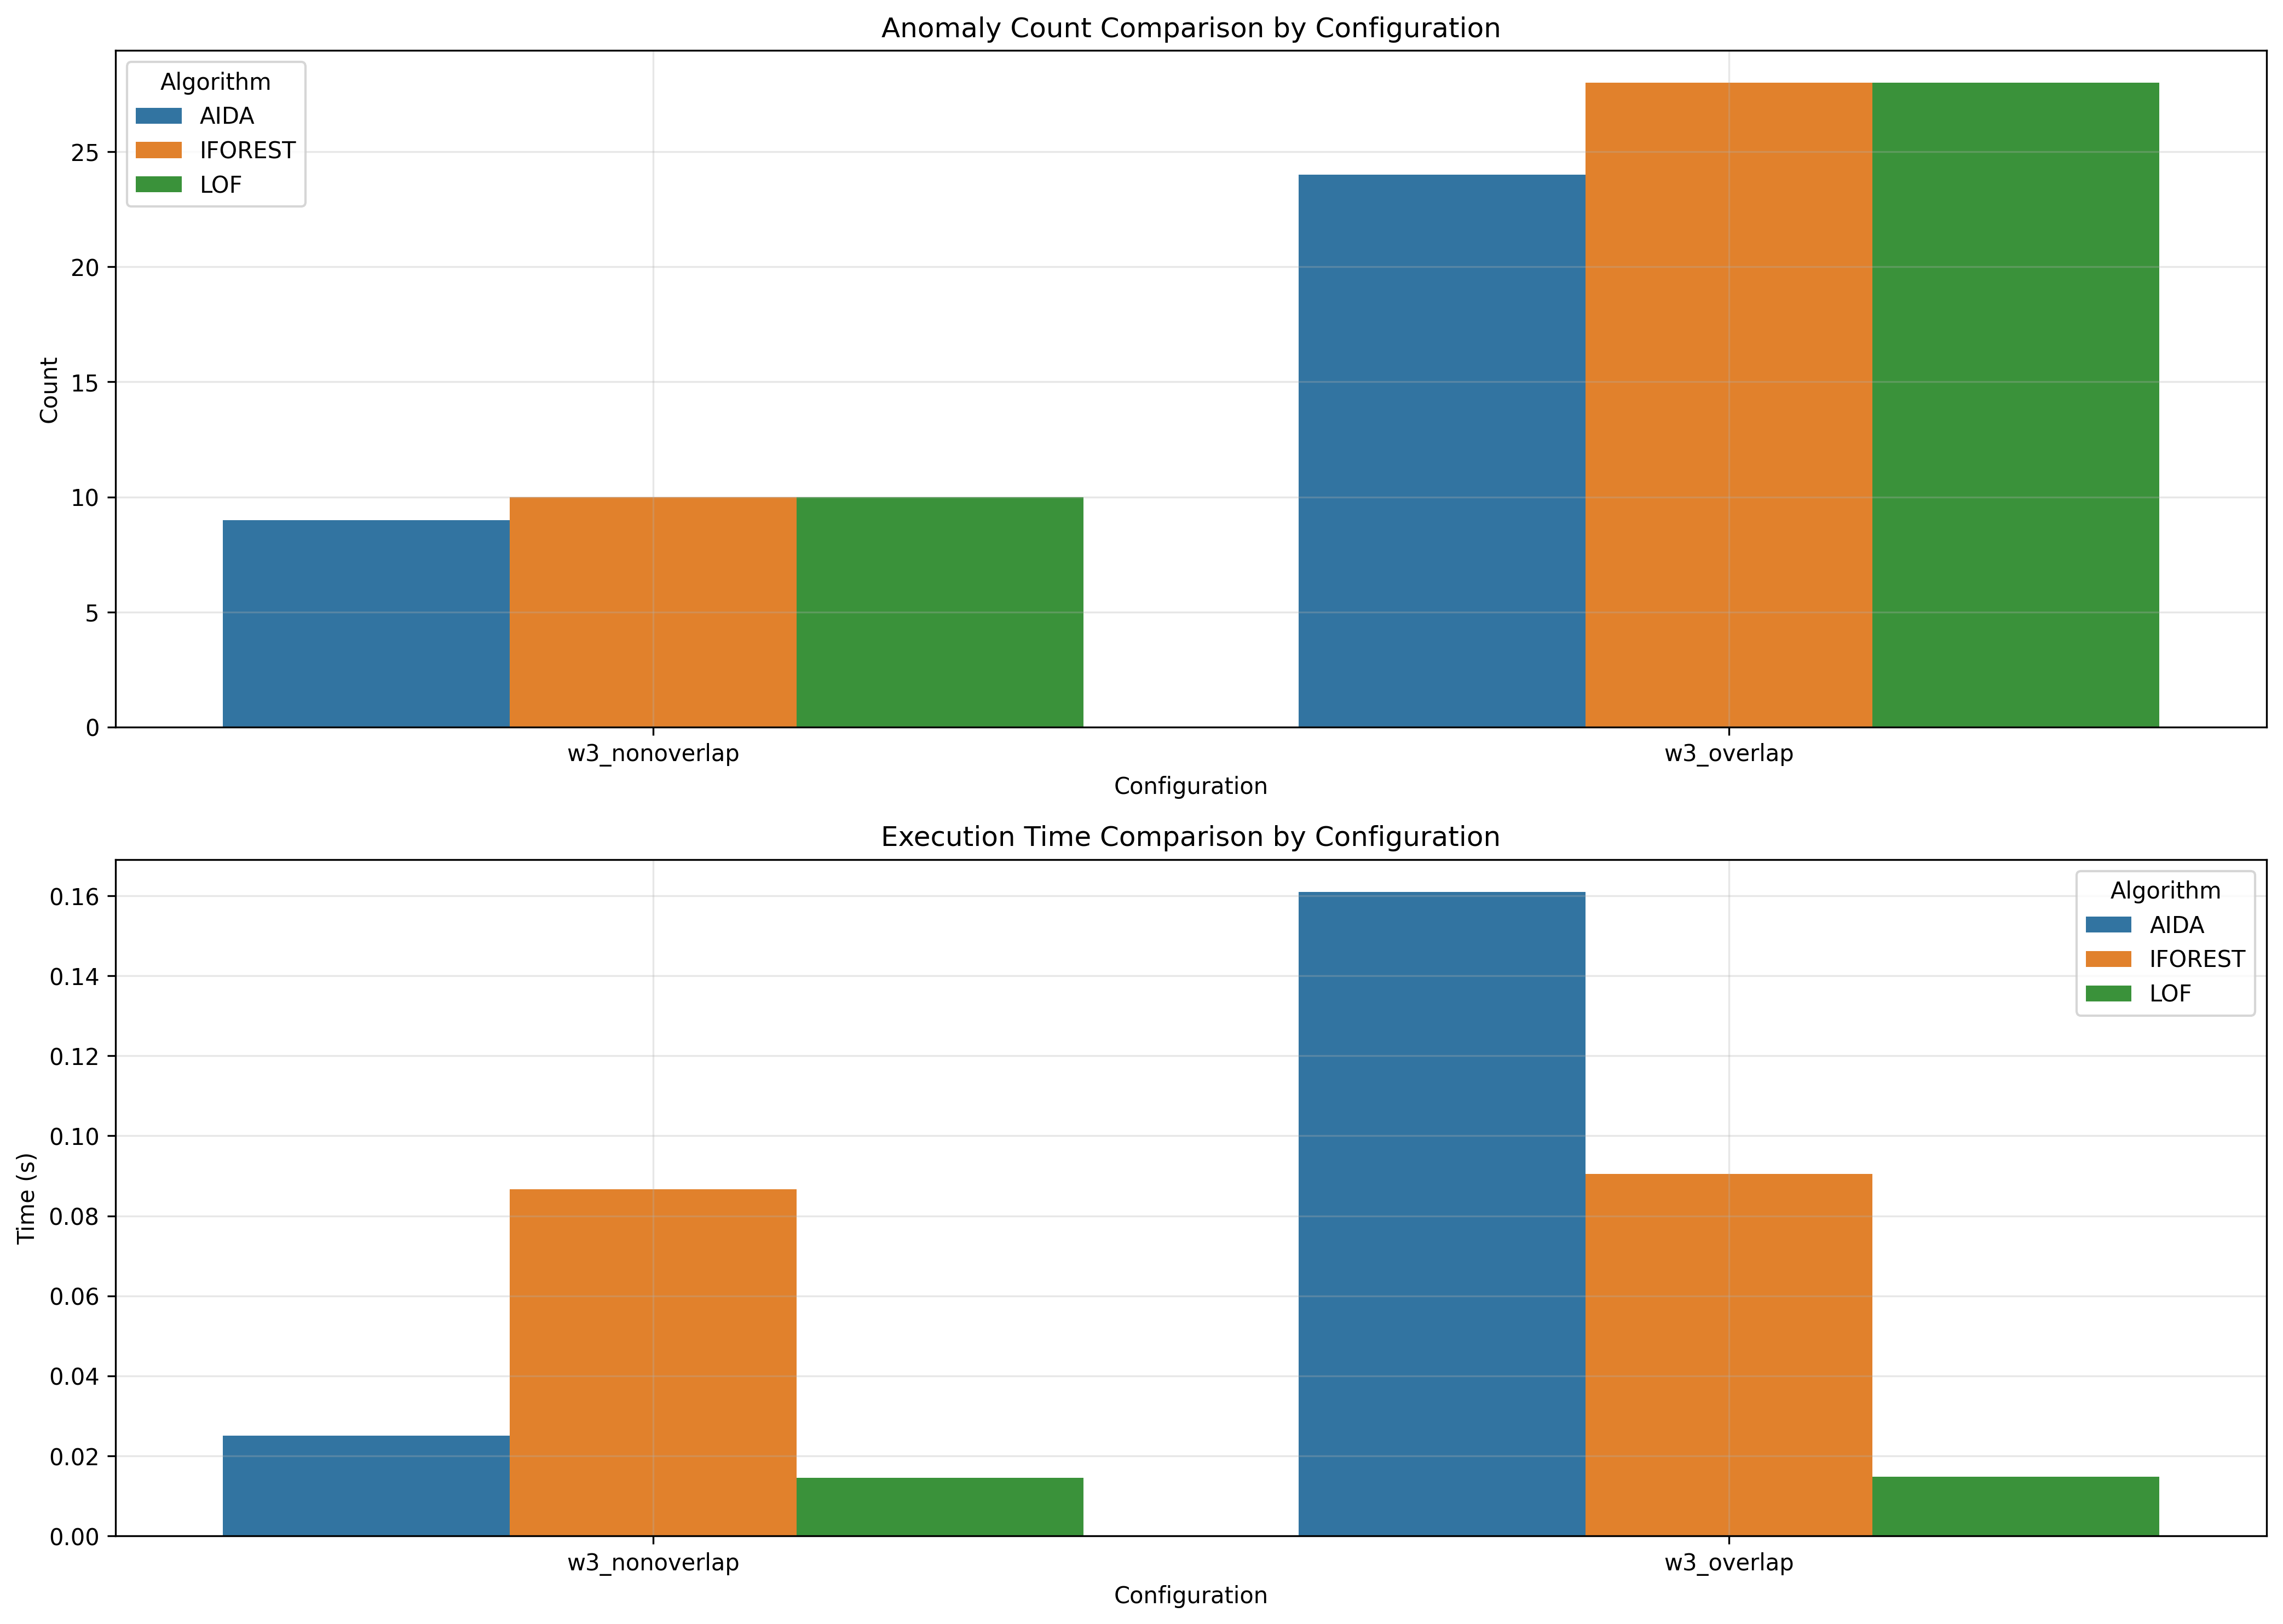 Anomaly Count Comparison by Configuration
Algorithm
AIDA
IFOREST
LOF
Count
25
20
15
10
5
0
w3_nonoverlap
w3_overlap
Configuration
Execution Time Comparison by Configuration
Algorithm
AIDA
IFOREST
LOF
Time (s)
0.16
0.14
0.12
0.10
0.08
0.06
0.04
0.02
0.00
w3_nonoverlap
w3_overlap
Configuration